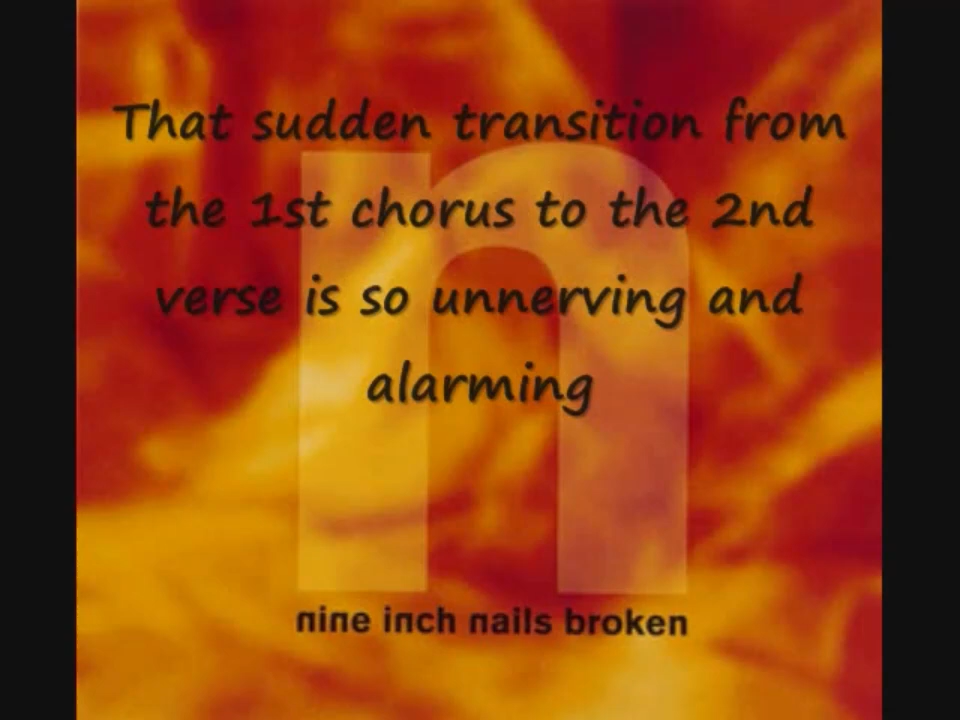 That sudden transition from
the 1st chorus to the 2nd
verse is so unnerving and
alarming
n
nine inch nails broken